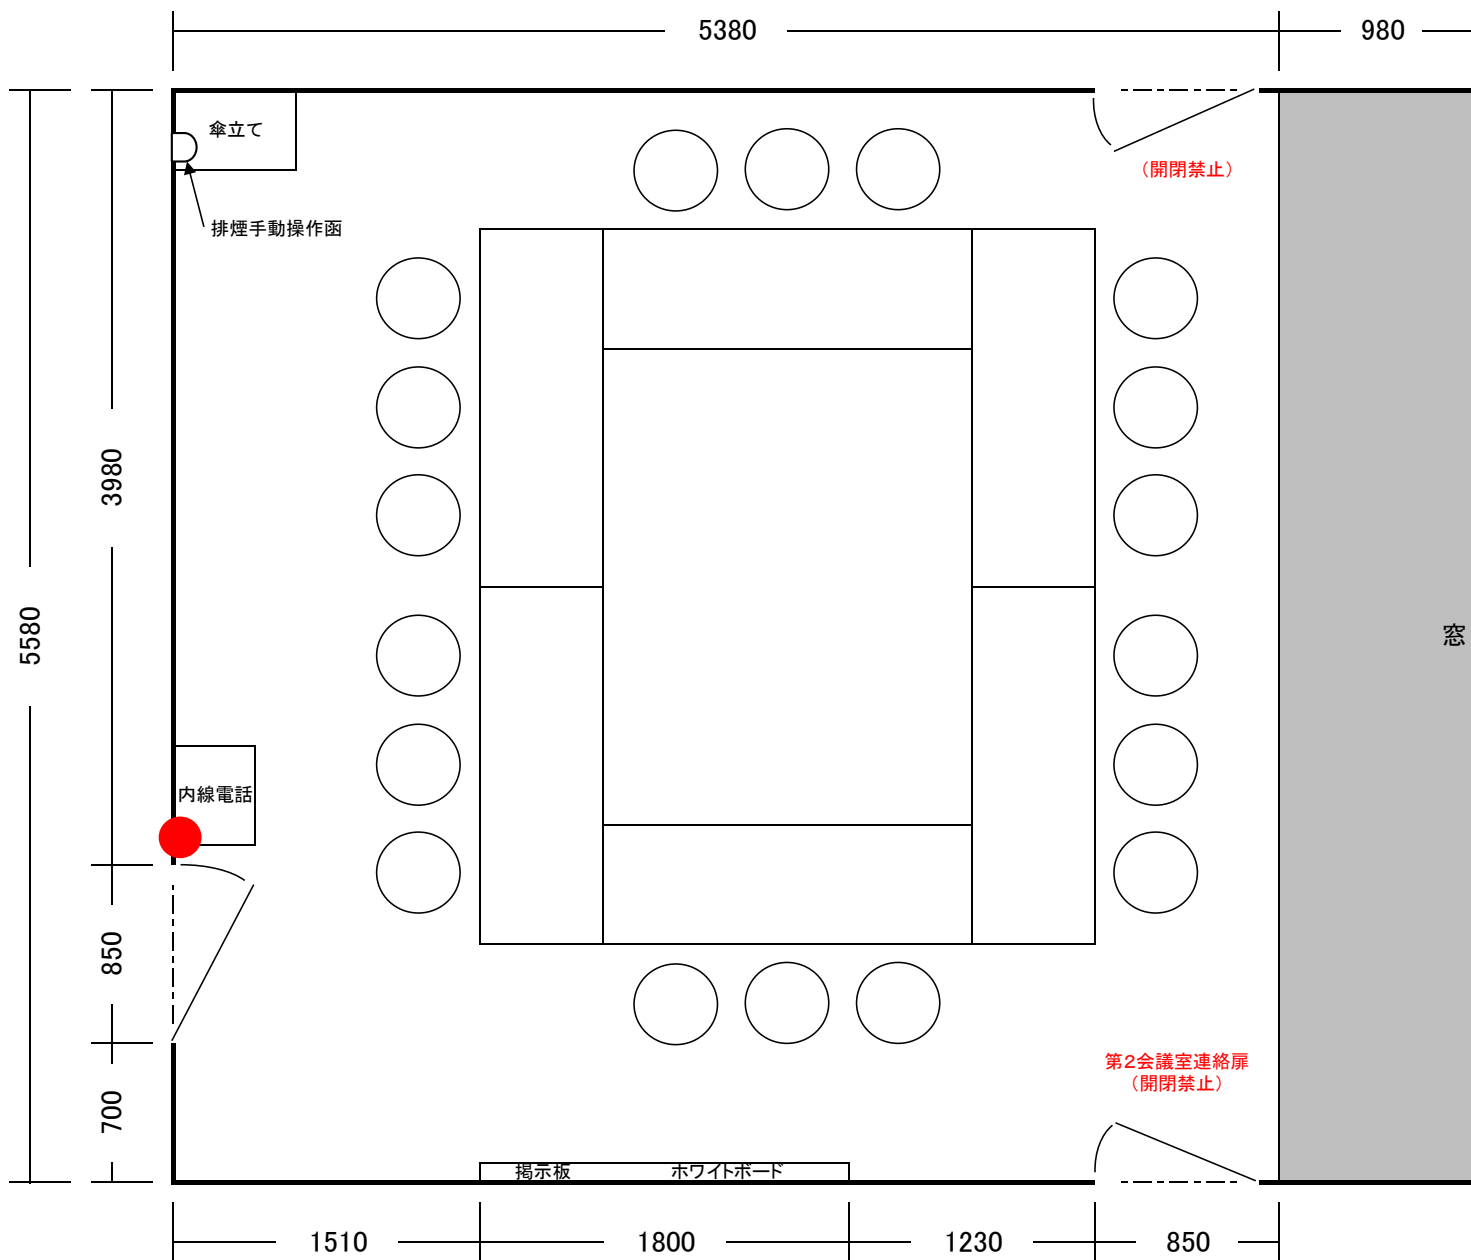 5380
980
傘立て
(開閉禁止)
排煙手動操作函
3980
5580
窓
内線電話
850
第2会議室連絡扉
(開閉禁止)
700
掲示板
ホワイトボード
1510
1800
1230
850